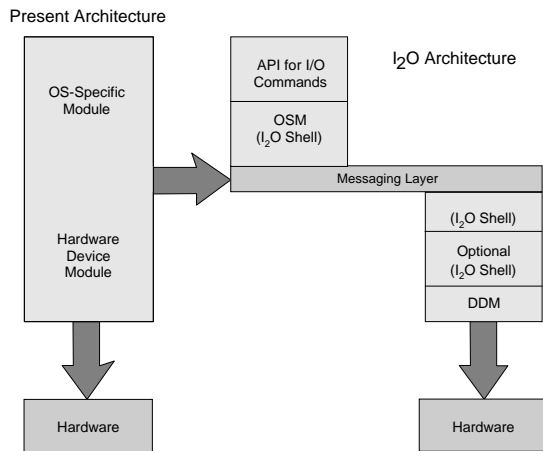 Present Architecture
OS-Specific
Module
Hardware
Device
Module
Hardware
I2O Architecture
API for I/O
Commands
OSM
(I2O Shell)
Messaging Layer
(I2O Shell)
Optional
(I2O Shell)
DDM
Hardware